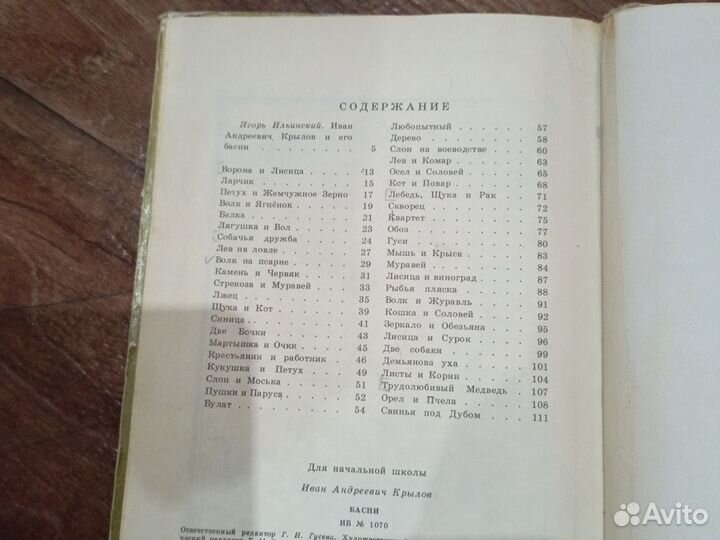 СОДЕРЖАНИЕ
Игорь Ильинский. Иван
Андреевич Крылов и его
басни . . . . . . . . 5
Ворона и Лисица . . . . 13
Ларчик . . . . . . . . 15
Петух и Жемчужное Зерно 17
Волк и Ягнёнок . . . . 19
Белка . . . . . . . . 21
Лягушка и Вол . . . . 23
Собачья дружба . . . . 24
Лев на ловле . . . . . 27
Волк на псарне . . . . 29
Камень и Червяк . . . . 31
Стрекоза и Муравей . . 33
Лжец . . . . . . . . 35
Щука и Кот . . . . . . 39
Синица . . . . . . . . 41
Две Бочки . . . . . . 43
Мартышка и Очки . . . . 45
Крестьянин и работник . 46
Кукушка и Петух . . . . 49
Слон и Моська . . . . . 51
Пушки и Паруса . . . . 52
Булат . . . . . . . . 54
Любопытный . . . . . . 57
Дерево . . . . . . . . 58
Слон на воеводстве . . 60
Лев и Комар . . . . . 63
Осел и Соловей . . . . 65
Кот и Повар . . . . . 68
Лебедь, Щука и Рак . . 71
Скворец . . . . . . . 72
Квартет . . . . . . . 75
Обоз . . . . . . . . 77
Гуси . . . . . . . . 80
Мышь и Крыса . . . . . 83
Муравей . . . . . . . 84
Лисица и виноград . . . 87
Рыбья пляска . . . . . 88
Волк и Журавль . . . . 91
Кошка и Соловей . . . . 92
Зеркало и Обезьяна . . 95
Лисица и Сурок . . . . 96
Две собаки . . . . . . 99
Демьянова уха . . . . . 101
Листы и Корни . . . . . 104
Трудолюбивый Медведь . 107
Орел и Пчела . . . . . 108
Свинья под Дубом . . . 111
Для начальной школы
Иван Андреевич Крылов
БАСНИ
ИБ № 1070
Ответственный редактор Г. И. Гусева. Художественн
ческий редактор
Avito